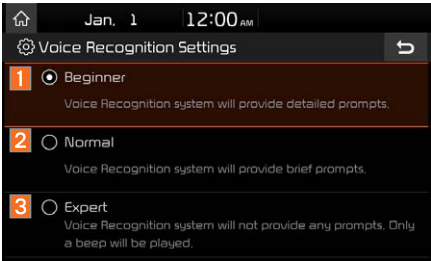 Jan. 1 12:00 AM
Voice Recognition Settings
1 Beginner
Voice Recognition system will provide detailed prompts.
2 Normal
Voice Recognition system will provide brief prompts.
3 Expert
Voice Recognition system will not provide any prompts. Only
a beep will be played.